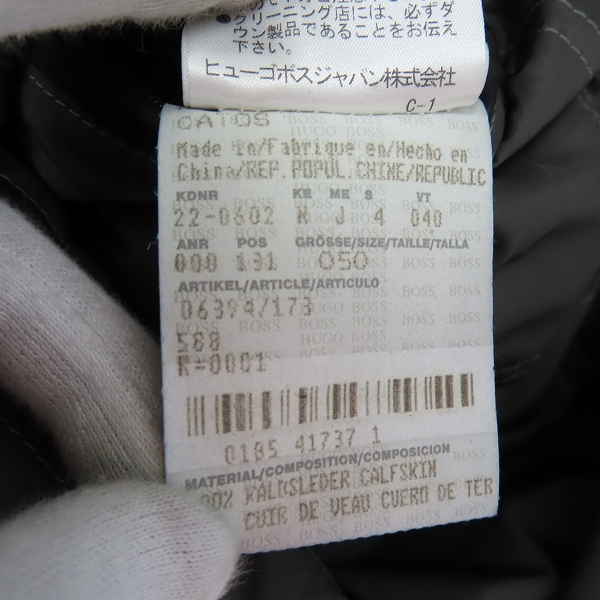 ●クリーニング店には、必ずダ
ウン製品であることをお伝え
下さい。
ヒューゴボスジャパン株式会社
C-1
CATOS
Made in/Fabrique en/Hecho en
China/REP.POPUL.CHINE/REPUBLIC
KDNR KE ME S VT
22-0602 N J 4 040
ANR POS GRÖSSE/SIZE/TAILLE/TALLA
000 131 050
ARTIKEL/ARTICLE/ARTICULO
06394/173
588
R=0001
0185 41737 1
MATERIAL/COMPOSITION/COMPOSICION
KALBSLEDER CALFSKIN
CUIR DE VEAU CUERO DE TER